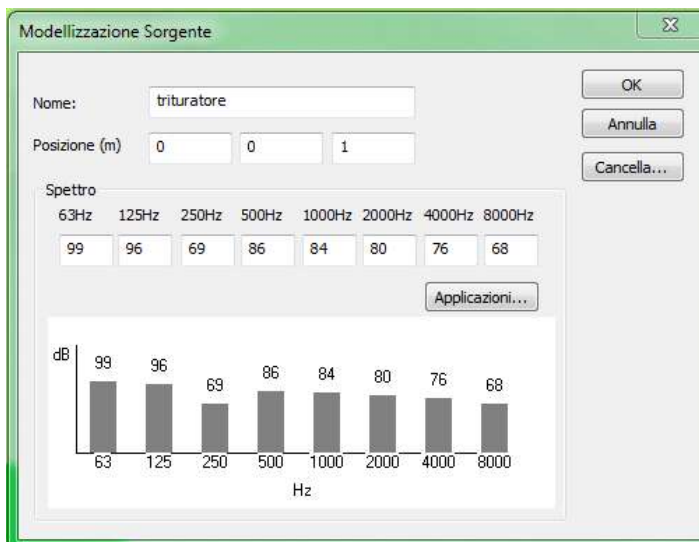 Modellizzazione Sorgente
OK
Nome: trituratore
Annulla
Posizione (m) 0 0 1
Cancella...
Spettro
63Hz 125Hz 250Hz 500Hz 1000Hz 2000Hz 4000Hz 8000Hz
99 96 69 86 84 80 76 68
Applicazioni...
dB
99 96 69 86 84 80 76 68
63 125 250 500 1000 2000 4000 8000
Hz